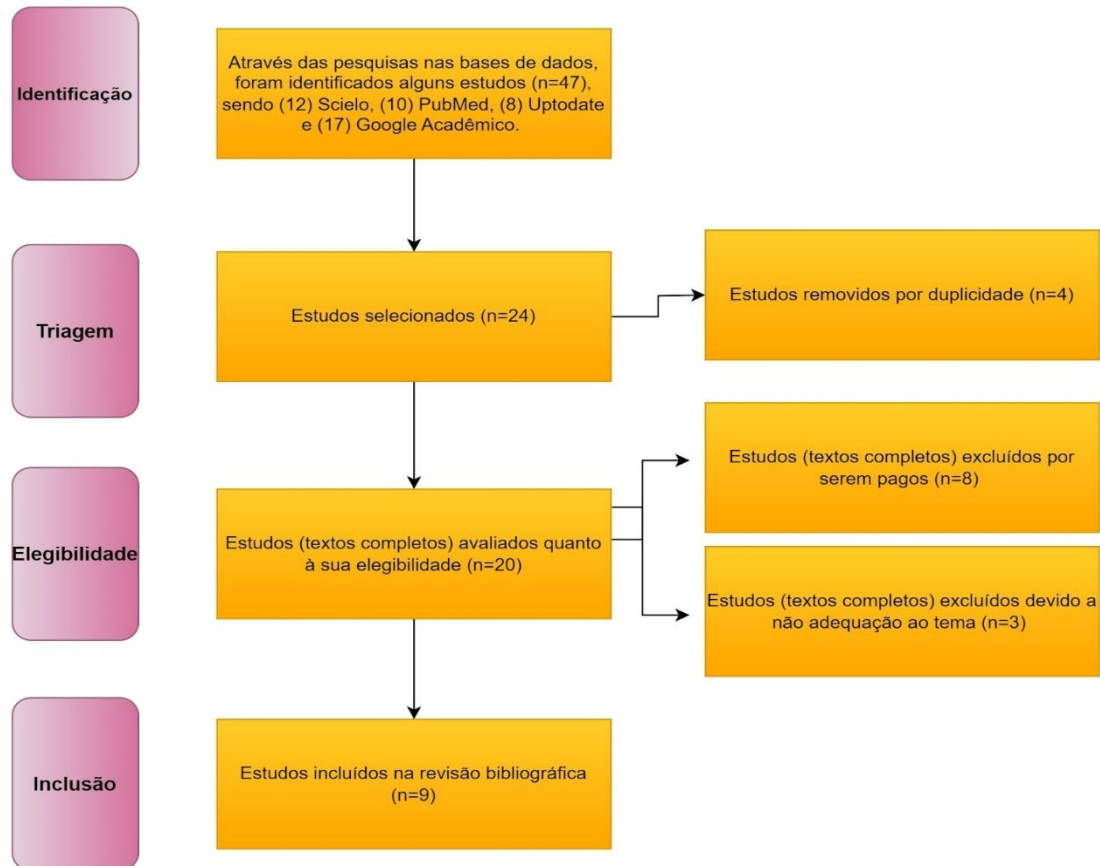 Identificação
Através das pesquisas nas bases de dados,
foram identificados alguns estudos (n=47),
sendo (12) Scielo, (10) PubMed, (8) Uptodate
e (17) Google Acadêmico.
Triagem
Estudos selecionados (n=24)
Estudos removidos por duplicidade (n=4)
Elegibilidade
Estudos (textos completos) avaliados quanto
à sua elegibilidade (n=20)
Estudos (textos completos) excluídos por
serem pagos (n=8)
Estudos (textos completos) excluídos devido a
não adequação ao tema (n=3)
Inclusão
Estudos incluídos na revisão bibliográfica
(n=9)